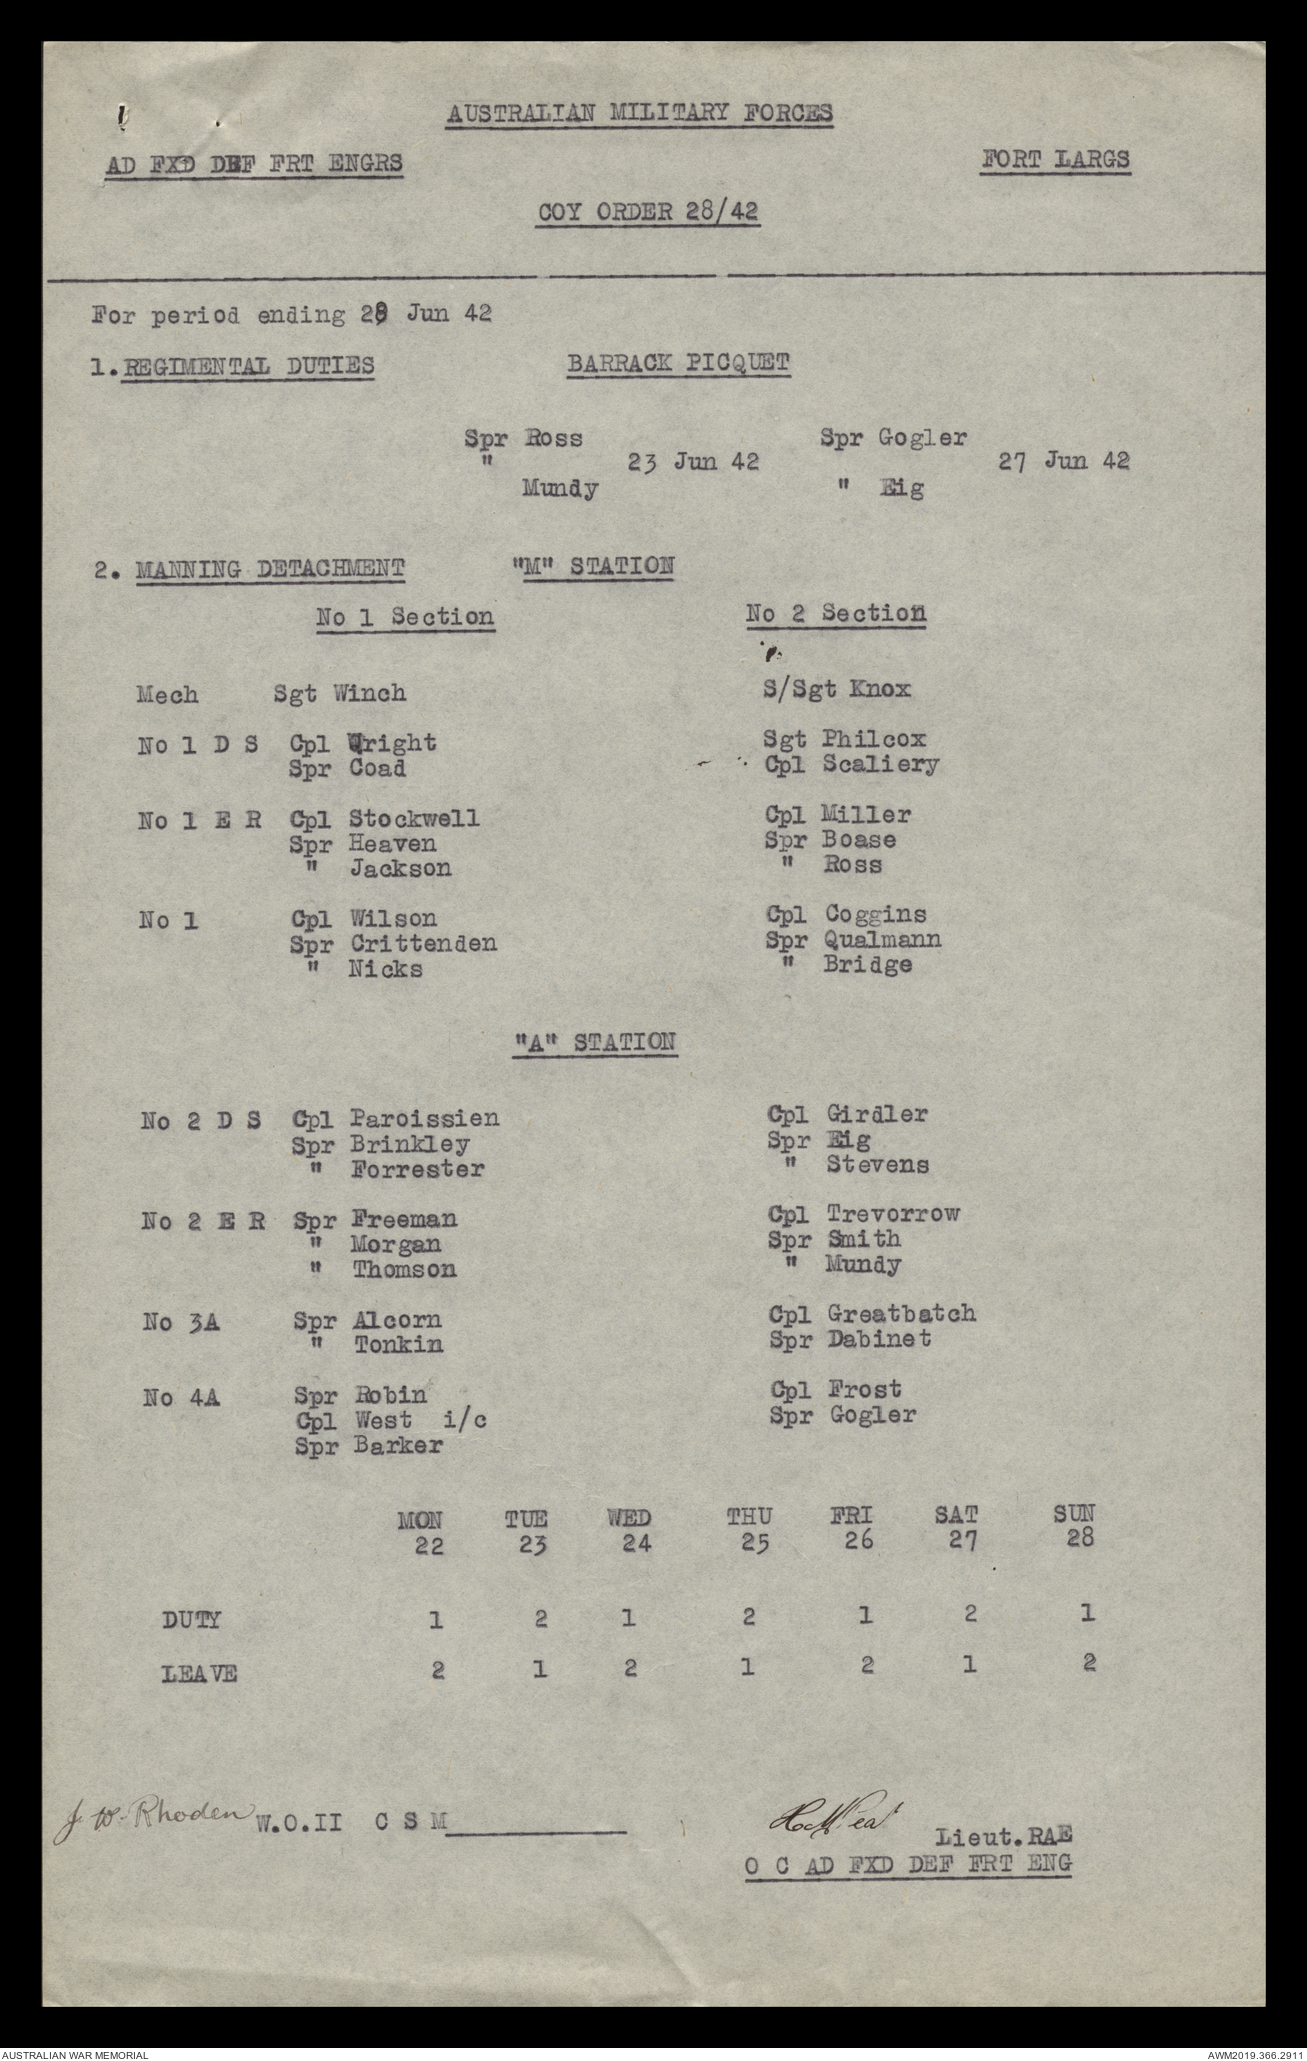 AUSTRALIAN MILITARY FORCES
AD FXD DEF FRT ENGRS FORT LARGS
COY ORDER 28/42
For period ending 28 Jun 42
1. REGIMENTAL DUTIES BARRACK PICQUET
Spr Ross Spr Gogler
" 23 Jun 42 27 Jun 42
Mundy " Eig
2. MANNING DETACHMENT "M" STATION
No 1 Section No 2 Section
Mech Sgt Winch S/Sgt Knox
No 1 D S Cpl Wright Sgt Philcox
Spr Coad Cpl Scaliery
No 1 E R Cpl Stockwell Cpl Miller
Spr Heaven Spr Boase
" Jackson " Ross
No 1 Cpl Wilson Cpl Coggins
Spr Crittenden Spr Qualmann
" Nicks " Bridge
"A" STATION
No 2 D S Cpl Paroissien Cpl Girdler
Spr Brinkley Spr Eig
" Forrester " Stevens
No 2 E R Spr Freeman Cpl Trevorrow
" Morgan Spr Smith
" Thomson " Mundy
No 3A Spr Alcorn Cpl Greatbatch
" Tonkin Spr Dabinet
No 4A Spr Robin Cpl Frost
Cpl West i/c Spr Gogler
Spr Barker
MON TUE WED THU FRI SAT SUN
22 23 24 25 26 27 28
DUTY 1 2 1 2 1 2 1
LEAVE 2 1 2 1 2 1 2
J W. Rhoden W.O.II C S M
Lieut. RAE
O C AD FXD DEF FRT ENG
AUSTRALIAN WAR MEMORIAL AWM2019.366.2911